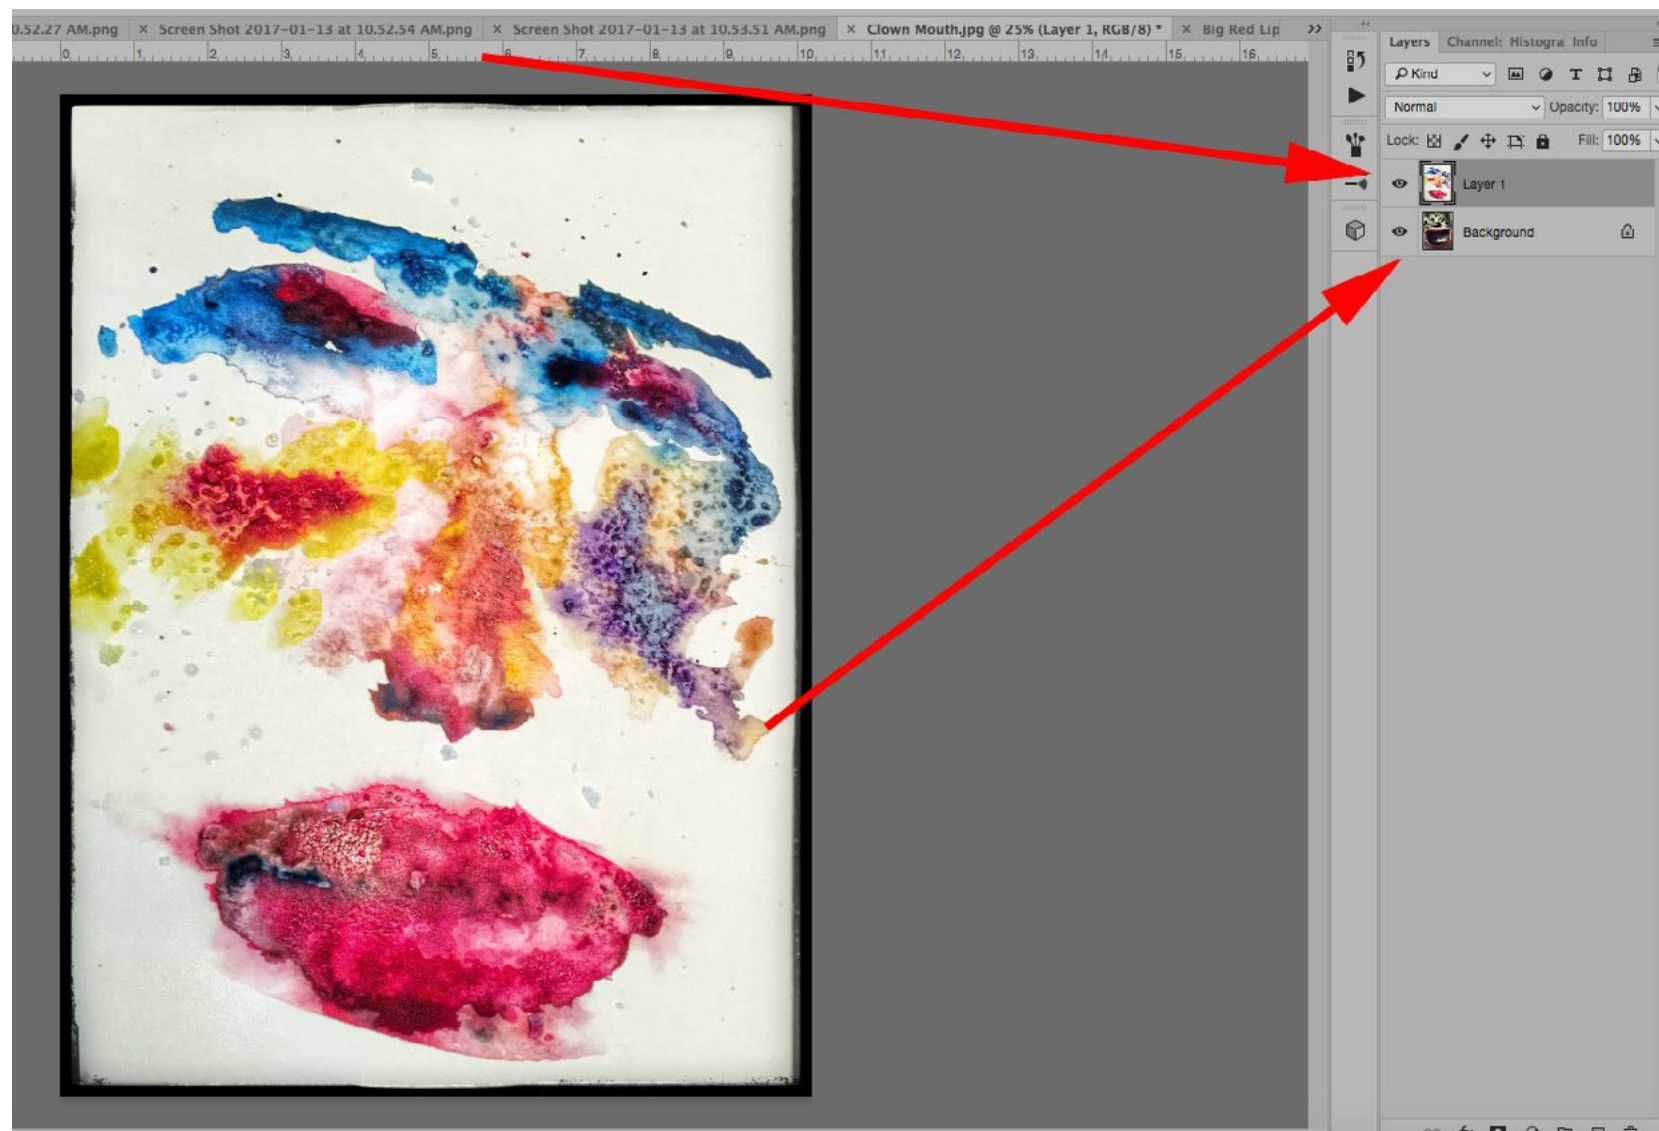 0.52.27 AM.png × Screen Shot 2017-01-13 at 10.52.54 AM.png × Screen Shot 2017-01-13 at 10.53.51 AM.png × Clown Mouth.jpg @ 25% (Layer 1, RGB/8) * × Big Red Lip >>
0 1 2 3 4 5 6 7 8 9 10 11 12 13 14 15 16
Layers Channel: Histogra Info
Kind
Normal Opacity: 100%
Lock: Fill: 100%
Layer 1
Background